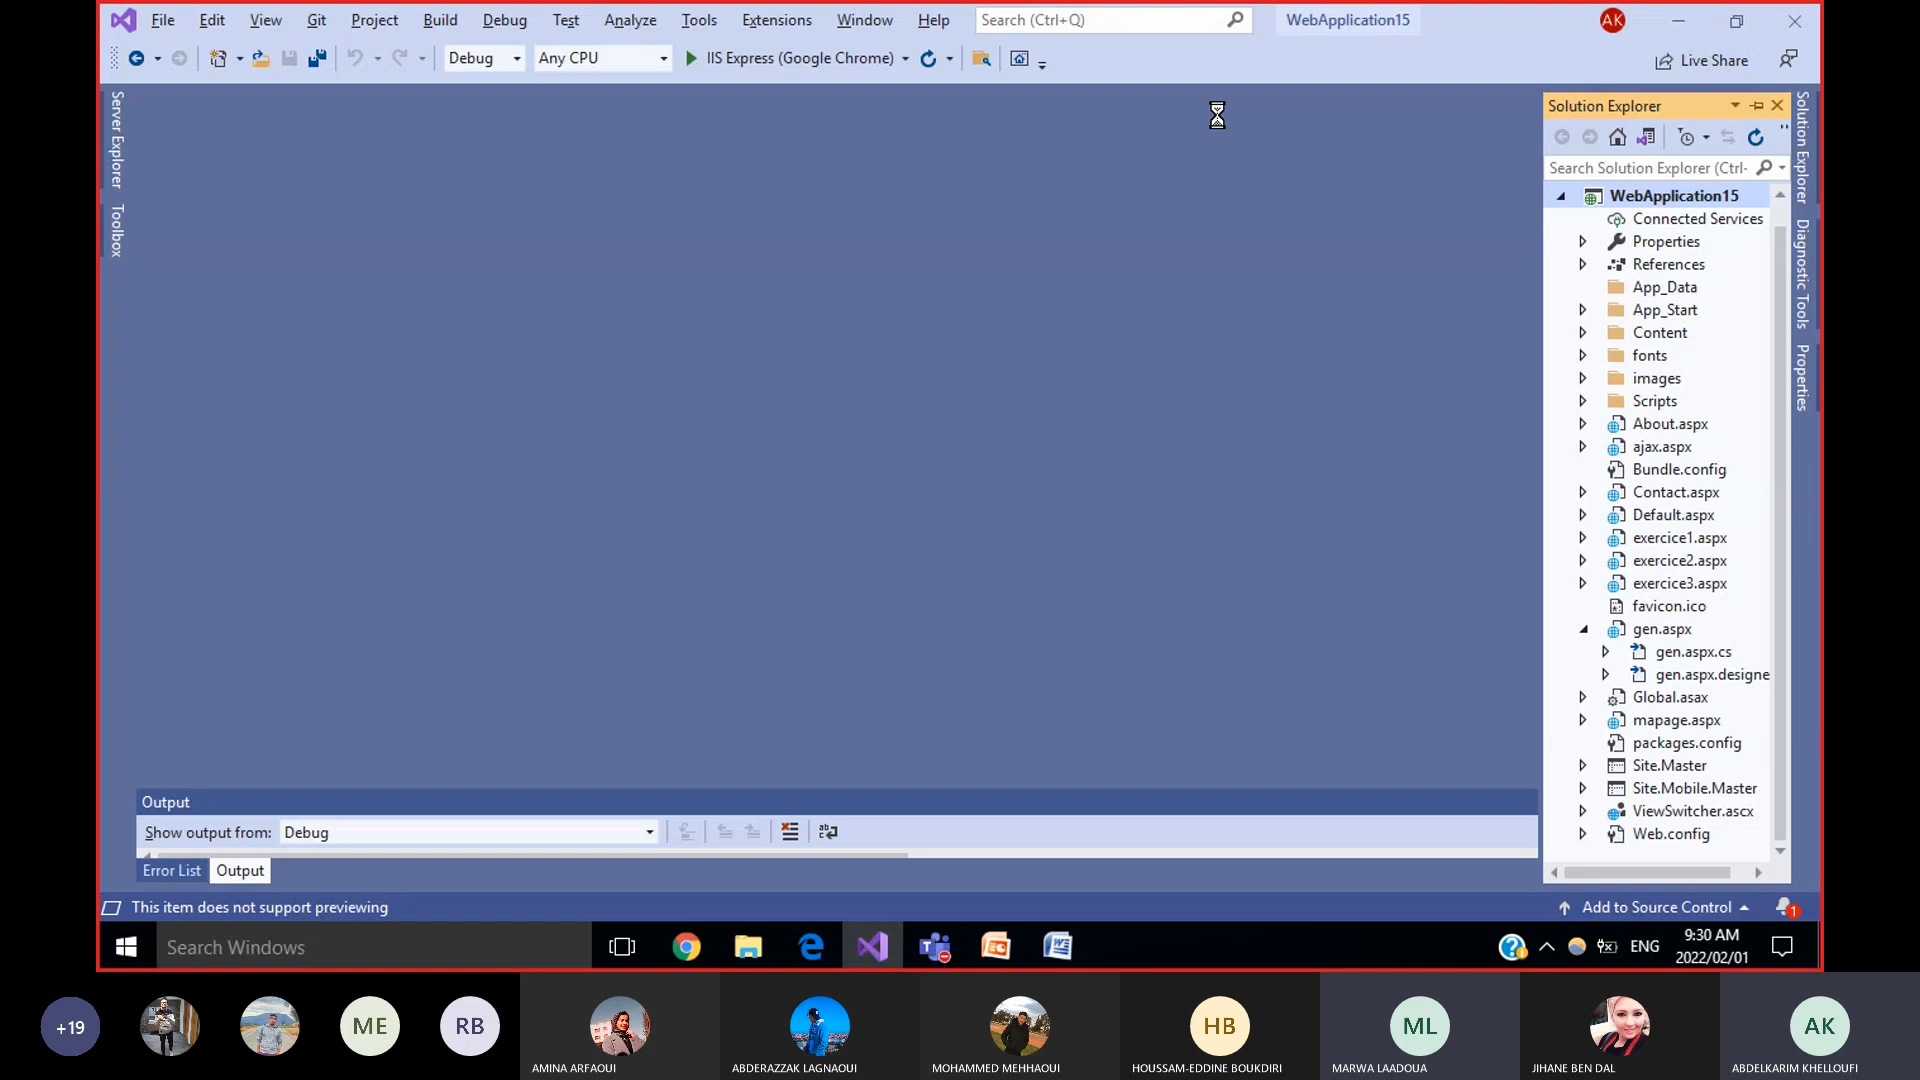 File Edit View Git Project Build Debug Test Analyze Tools Extensions Window Help Search (Ctrl+Q) WebApplication15 AK
Debug Any CPU IIS Express (Google Chrome) Live Share
Server Explorer
Toolbox
Solution Explorer
Search Solution Explorer (Ctrl-
WebApplication15
Connected Services
Properties
References
App_Data
App_Start
Content
fonts
images
Scripts
About.aspx
ajax.aspx
Bundle.config
Contact.aspx
Default.aspx
exercice1.aspx
exercice2.aspx
exercice3.aspx
favicon.ico
gen.aspx
gen.aspx.cs
gen.aspx.designe
Global.asax
mapage.aspx
packages.config
Site.Master
Site.Mobile.Master
ViewSwitcher.ascx
Web.config
Solution Explorer
Diagnostic Tools
Properties
Output
Show output from: Debug
Error List Output
This item does not support previewing Add to Source Control 1
Search Windows ENG 9:30 AM
2022/02/01
+19 ME RB HB ML AK
AMINA ARFAOUI ABDERAZZAK LAGNAOUI MOHAMMED MEHHAOUI HOUSSAM-EDDINE BOUKDIRI MARWA LAADOUA JIHANE BEN DAL ABDELKARIM KHELLOUFI